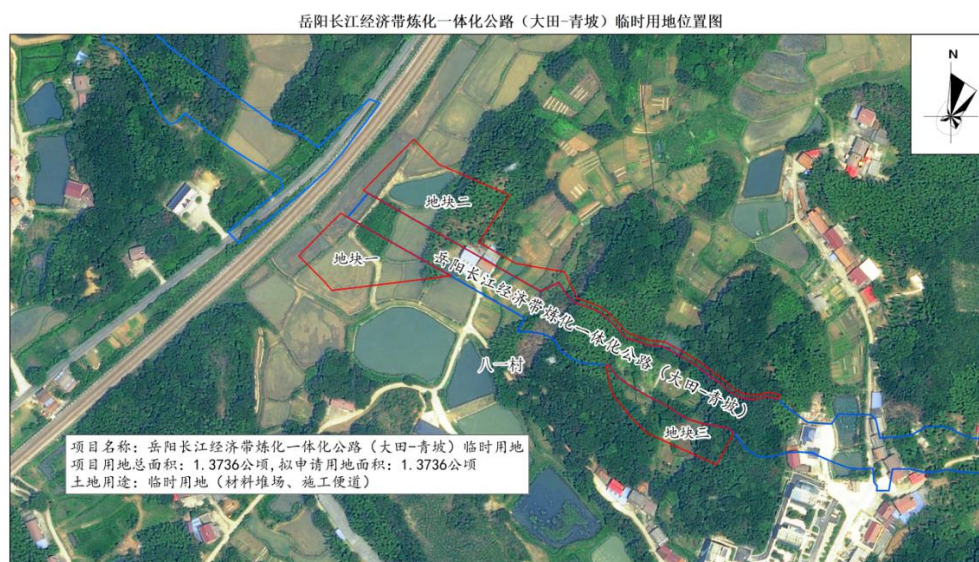 岳阳长江经济带炼化一体化公路（大田-青坡）临时用地位置图
N
地块二
地块一
岳阳长江经济带炼化一体化公路（大田-青坡）
八一村
地块三
项目名称：岳阳长江经济带炼化一体化公路（大田-青坡）临时用地
项目用地总面积：1.3736公顷,拟申请用地面积：1.3736公顷
土地用途：临时用地（材料堆场、施工便道）